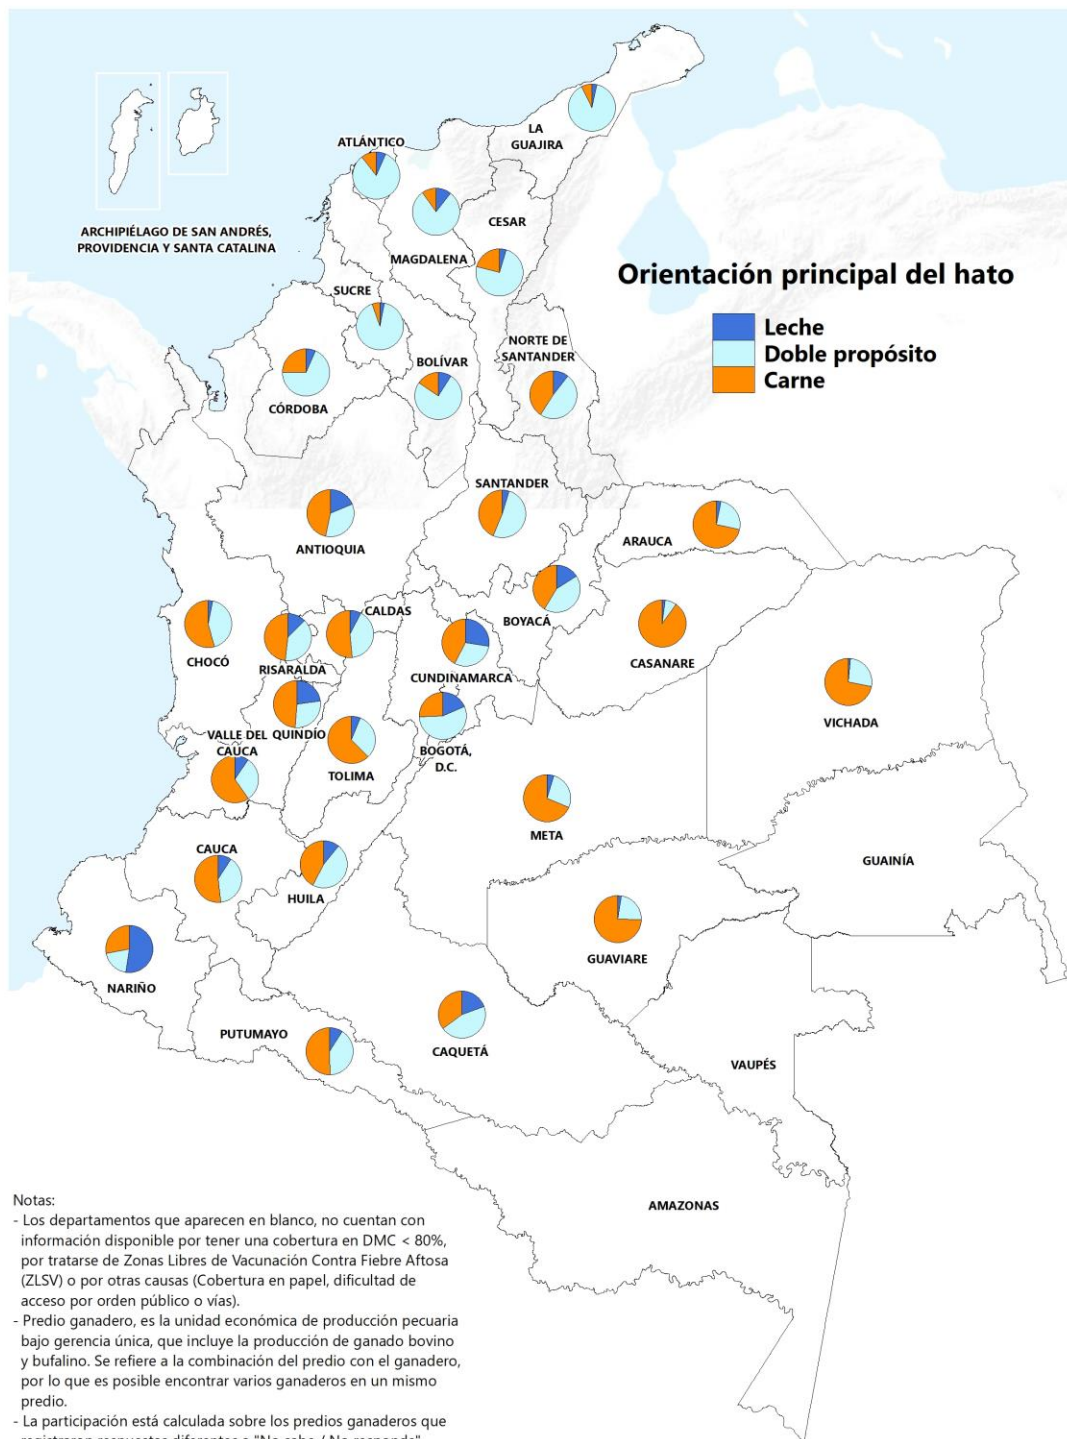 LA
GUAJIRA
ATLÁNTICO
ARCHIPIÉLAGO DE SAN ANDRÉS,
PROVIDENCIA Y SANTA CATALINA
CESAR
MAGDALENA
Orientación principal del hato
Leche
Doble propósito
Carne
SUCRE
NORTE DE
SANTANDER
BOLÍVAR
CÓRDOBA
SANTANDER
ARAUCA
ANTIOQUIA
CALDAS
BOYACÁ
CHOCÓ
RISARALDA
CUNDINAMARCA
CASANARE
VICHADA
VALLE DEL
CAUCA
QUINDÍO
BOGOTÁ,
D.C.
TOLIMA
META
CAUCA
GUAINÍA
HUILA
GUAVIARE
NARIÑO
PUTUMAYO
CAQUETÁ
VAUPÉS
AMAZONAS
Notas:
- Los departamentos que aparecen en blanco, no cuentan con
información disponible por tener una cobertura en DMC < 80%,
por tratarse de Zonas Libres de Vacunación Contra Fiebre Aftosa
(ZLSV) o por otras causas (Cobertura en papel, dificultad de
acceso por orden público o vías).
- Predio ganadero, es la unidad económica de producción pecuaria
bajo gerencia única, que incluye la producción de ganado bovino
y bufalino. Se refiere a la combinación del predio con el ganadero,
por lo que es posible encontrar varios ganaderos en un mismo
predio.
- La participación está calculada sobre los predios ganaderos que
registraron respuestas diferentes a "No sabe / No responde"